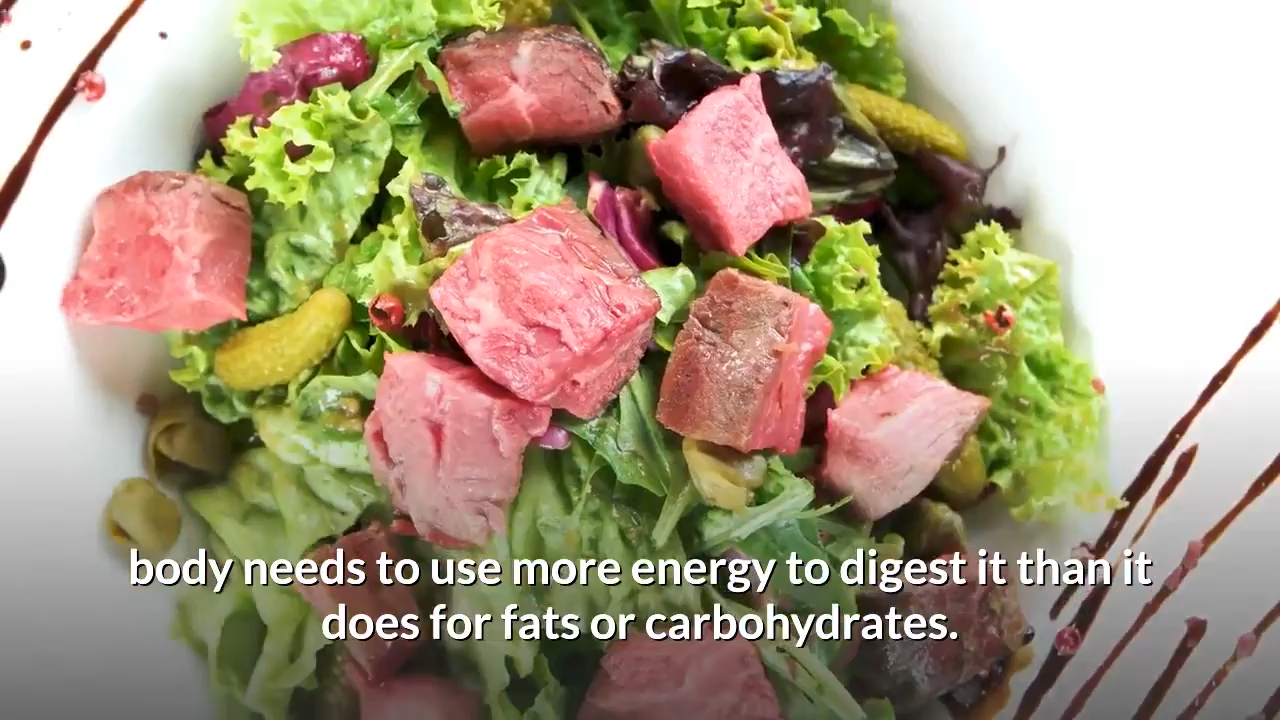 body needs to use more energy to digest it than it
does for fats or carbohydrates.